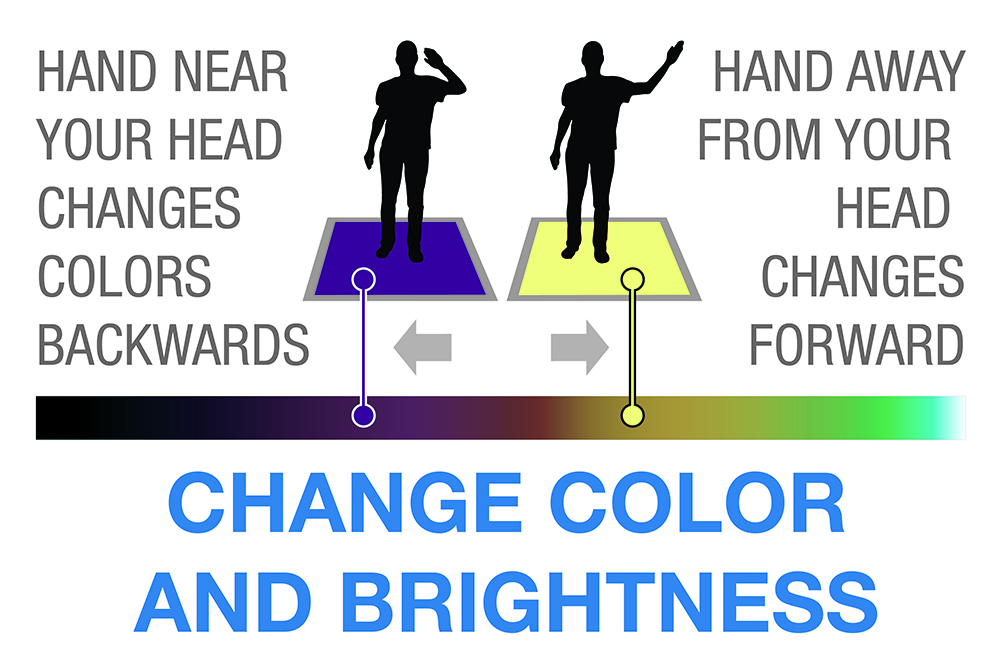 HAND NEAR
YOUR HEAD
CHANGES
COLORS
BACKWARDS
HAND AWAY
FROM YOUR
HEAD
CHANGES
FORWARD
CHANGE COLOR
AND BRIGHTNESS